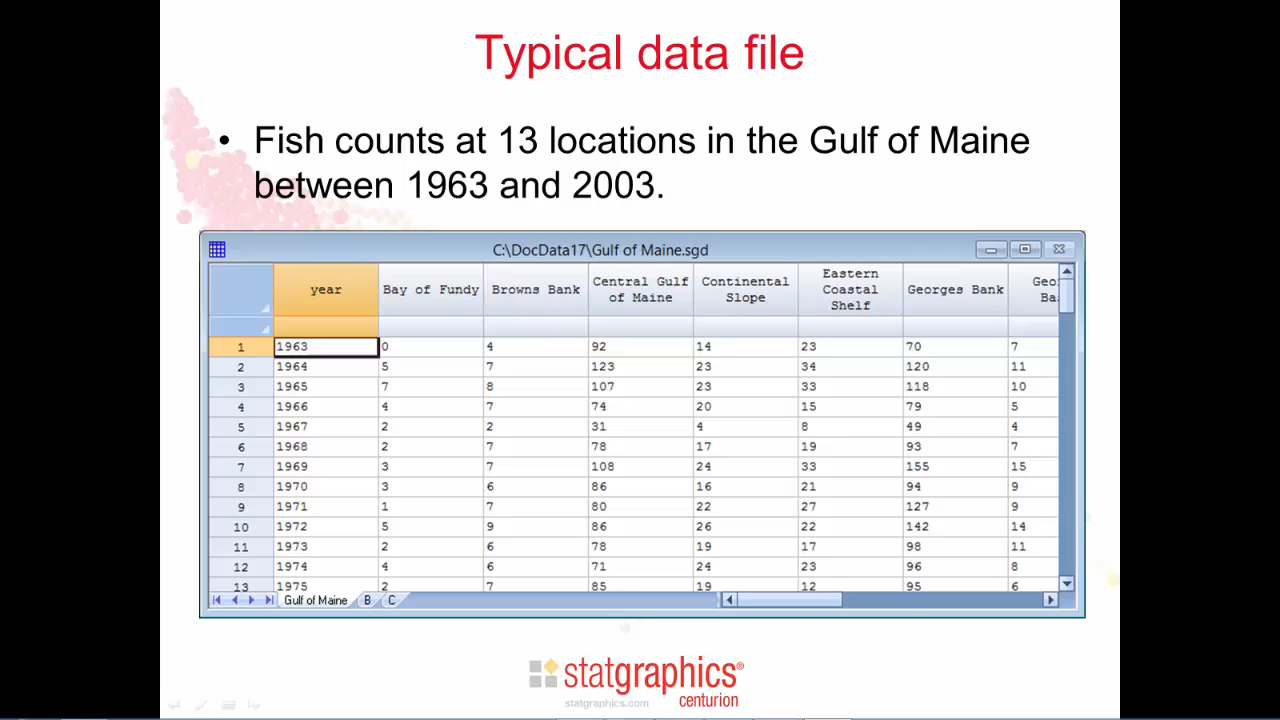 Typical data file
• Fish counts at 13 locations in the Gulf of Maine
between 1963 and 2003.
C:\DocData17\Gulf of Maine.sgd
year Bay of Fundy Browns Bank Central Gulf of Maine Continental Slope Eastern Coastal Shelf Georges Bank
1 1963 0 4 92 14 23 70 7
2 1964 5 7 123 23 34 120 11
3 1965 7 8 107 23 33 118 10
4 1966 4 7 74 20 15 79 5
5 1967 2 2 31 4 8 49 4
6 1968 2 7 78 17 19 93 7
7 1969 3 7 108 24 33 155 15
8 1970 3 6 86 16 21 94 9
9 1971 1 7 80 22 27 127 9
10 1972 5 9 86 26 22 142 14
11 1973 2 6 78 19 17 98 11
12 1974 4 6 71 24 23 96 8
13 1975 2 7 85 19 12 95 6
Gulf of Maine B C
statgraphics®
centurion
statgraphics.com